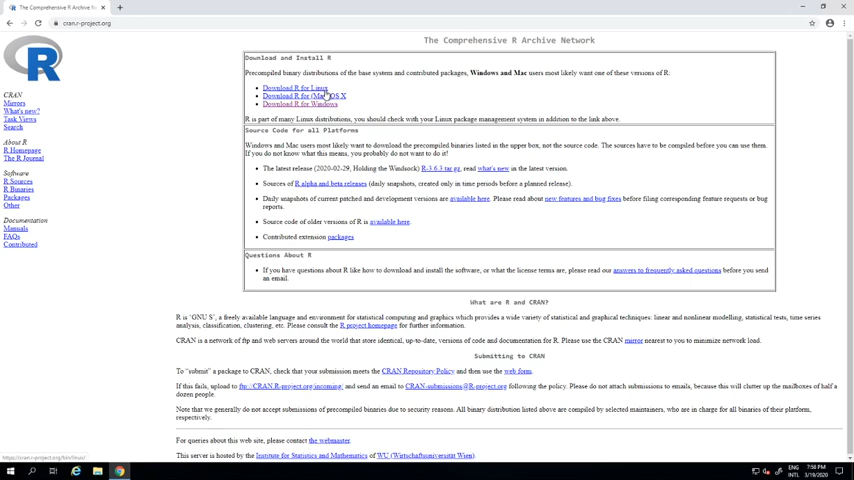 The Comprehensive R Archive Netw
cran.r-project.org
The Comprehensive R Archive Network
R
Download and Install R
Precompiled binary distributions of the base system and contributed packages, Windows and Mac users most likely want one of these versions of R:
Download R for Linux
Download R for (Mac) OS X
Download R for Windows
R is part of many Linux distributions, you should check with your Linux package management system in addition to the link above.
Source Code for all Platforms
Windows and Mac users most likely want to download the precompiled binaries listed in the upper box, not the source code. The sources have to be compiled before you can use them.
If you do not know what this means, you probably do not want to do it!
The latest release (2020-02-29, Holding the Windsock) R-3.6.3.tar.gz, read what's new in the latest version.
Sources of R alpha and beta releases (daily snapshots, created only in time periods before a planned release).
Daily snapshots of current patched and development versions are available here. Please read about new features and bug fixes before filing corresponding feature requests or bug
reports.
Source code of older versions of R is available here.
Contributed extension packages
Questions About R
If you have questions about R like how to download and install the software, or what the license terms are, please read our answers to frequently asked questions before you send
an email.
CRAN
Mirrors
What's new?
Task Views
Search
About R
R Homepage
The R Journal
Software
R Sources
R Binaries
Packages
Other
Documentation
Manuals
FAQs
Contributed
What are R and CRAN?
R is 'GNU S', a freely available language and environment for statistical computing and graphics which provides a wide variety of statistical and graphical techniques: linear and nonlinear modelling, statistical tests, time series
analysis, classification, clustering, etc. Please consult the R project homepage for further information.
CRAN is a network of ftp and web servers around the world that store identical, up-to-date, versions of code and documentation for R. Please use the CRAN mirror nearest to you to minimize network load.
Submitting to CRAN
To "submit" a package to CRAN, check that your submission meets the CRAN Repository Policy and then use the web form.
If this fails, upload to ftp://CRAN.R-project.org/incoming/ and send an email to CRAN-submissions@R-project.org following the policy. Please do not attach submissions to emails, because this will clutter up the mailboxes of half a
dozen people.
Note that we generally do not accept submissions of precompiled binaries due to security reasons. All binary distribution listed above are compiled by selected maintainers, who are in charge for all binaries of their platform,
respectively.
For queries about this web site, please contact the webmaster.
This server is hosted by the Institute for Statistics and Mathematics of WU (Wirtschaftsuniversität Wien).
https://cran.r-project.org/bin/linux/
ENG
INTL
7:58 PM
3/19/2020